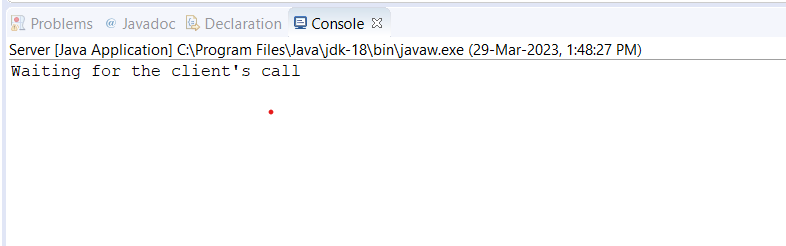 Problems @ Javadoc Declaration Console
Server [Java Application] C:\Program Files\Java\jdk-18\bin\javaw.exe (29-Mar-2023, 1:48:27 PM)
Waiting for the client's call